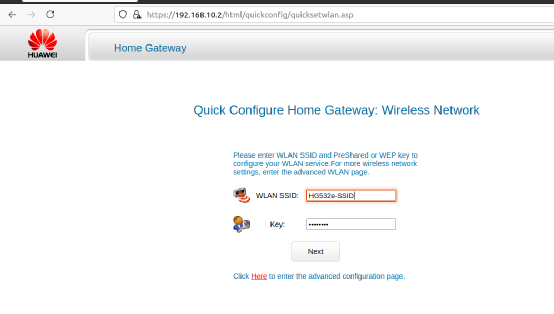 https://192.168.10.2/html/quickconfig/quicksetwlan.asp
HUAWEI
Home Gateway
Quick Configure Home Gateway: Wireless Network
Please enter WLAN SSID and PreShared or WEP key to
configure your WLAN service.For more wireless network
settings, enter the advanced WLAN page.
WLAN SSID: HG532e-SSID
Key: ••••••••
Next
Click Here to enter the advanced configuration page.